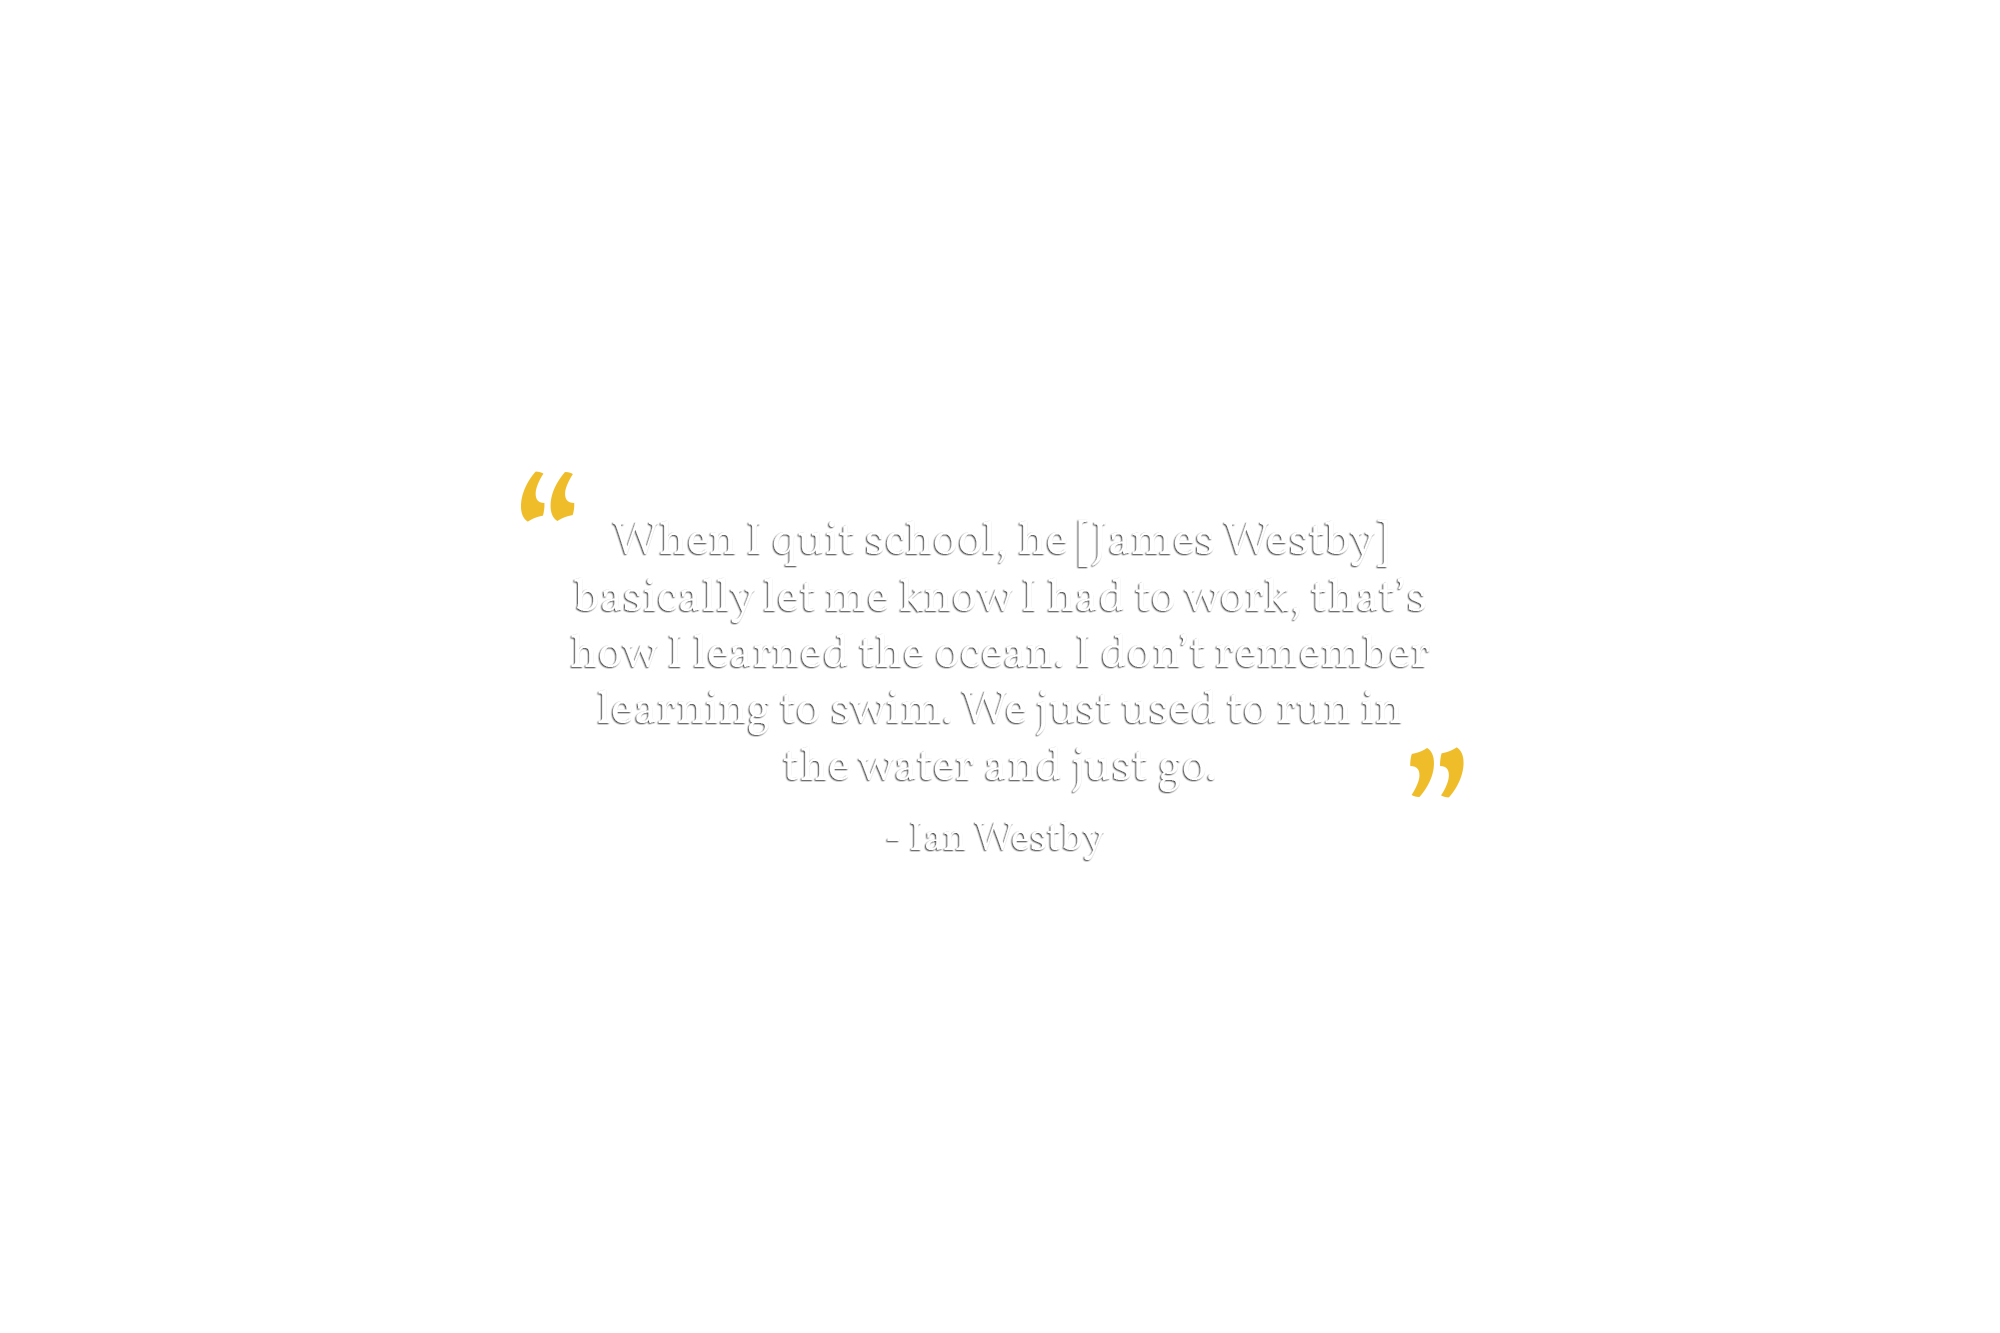 “
When I quit school, he [James Westby]
basically let me know I had to work, that’s
how I learned the ocean. I don’t remember
learning to swim. We just used to run in
the water and just go.
”
- Ian Westby